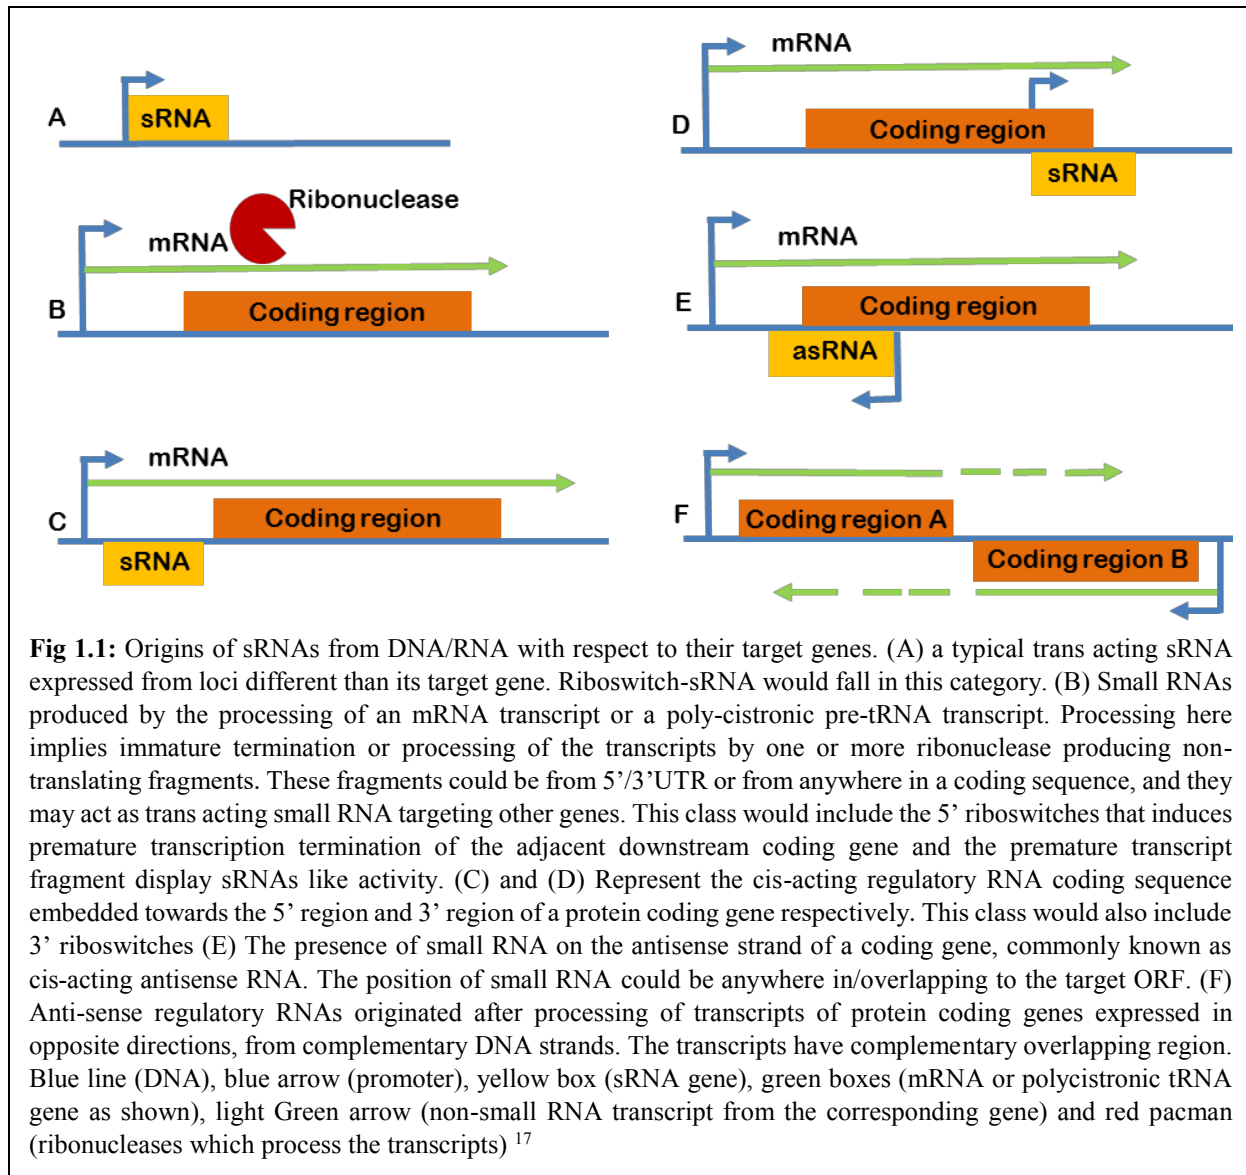 A
sRNA
Ribonuclease
mRNA
B
Coding region
mRNA
C
Coding region
sRNA
mRNA
D
Coding region
sRNA
mRNA
E
Coding region
asRNA
F
Coding region A
Coding region B
Fig 1.1: Origins of sRNAs from DNA/RNA with respect to their target genes. (A) a typical trans acting sRNA
expressed from loci different than its target gene. Riboswitch-sRNA would fall in this category. (B) Small RNAs
produced by the processing of an mRNA transcript or a poly-cistronic pre-tRNA transcript. Processing here
implies immature termination or processing of the transcripts by one or more ribonuclease producing non-
translating fragments. These fragments could be from 5’/3’UTR or from anywhere in a coding sequence, and they
may act as trans acting small RNA targeting other genes. This class would include the 5’ riboswitches that induces
premature transcription termination of the adjacent downstream coding gene and the premature transcript
fragment display sRNAs like activity. (C) and (D) Represent the cis-acting regulatory RNA coding sequence
embedded towards the 5’ region and 3’ region of a protein coding gene respectively. This class would also include
3’ riboswitches (E) The presence of small RNA on the antisense strand of a coding gene, commonly known as
cis-acting antisense RNA. The position of small RNA could be anywhere in/overlapping to the target ORF. (F)
Anti-sense regulatory RNAs originated after processing of transcripts of protein coding genes expressed in
opposite directions, from complementary DNA strands. The transcripts have complementary overlapping region.
Blue line (DNA), blue arrow (promoter), yellow box (sRNA gene), green boxes (mRNA or polycistronic tRNA
gene as shown), light Green arrow (non-small RNA transcript from the corresponding gene) and red pacman
(ribonucleases which process the transcripts) 17